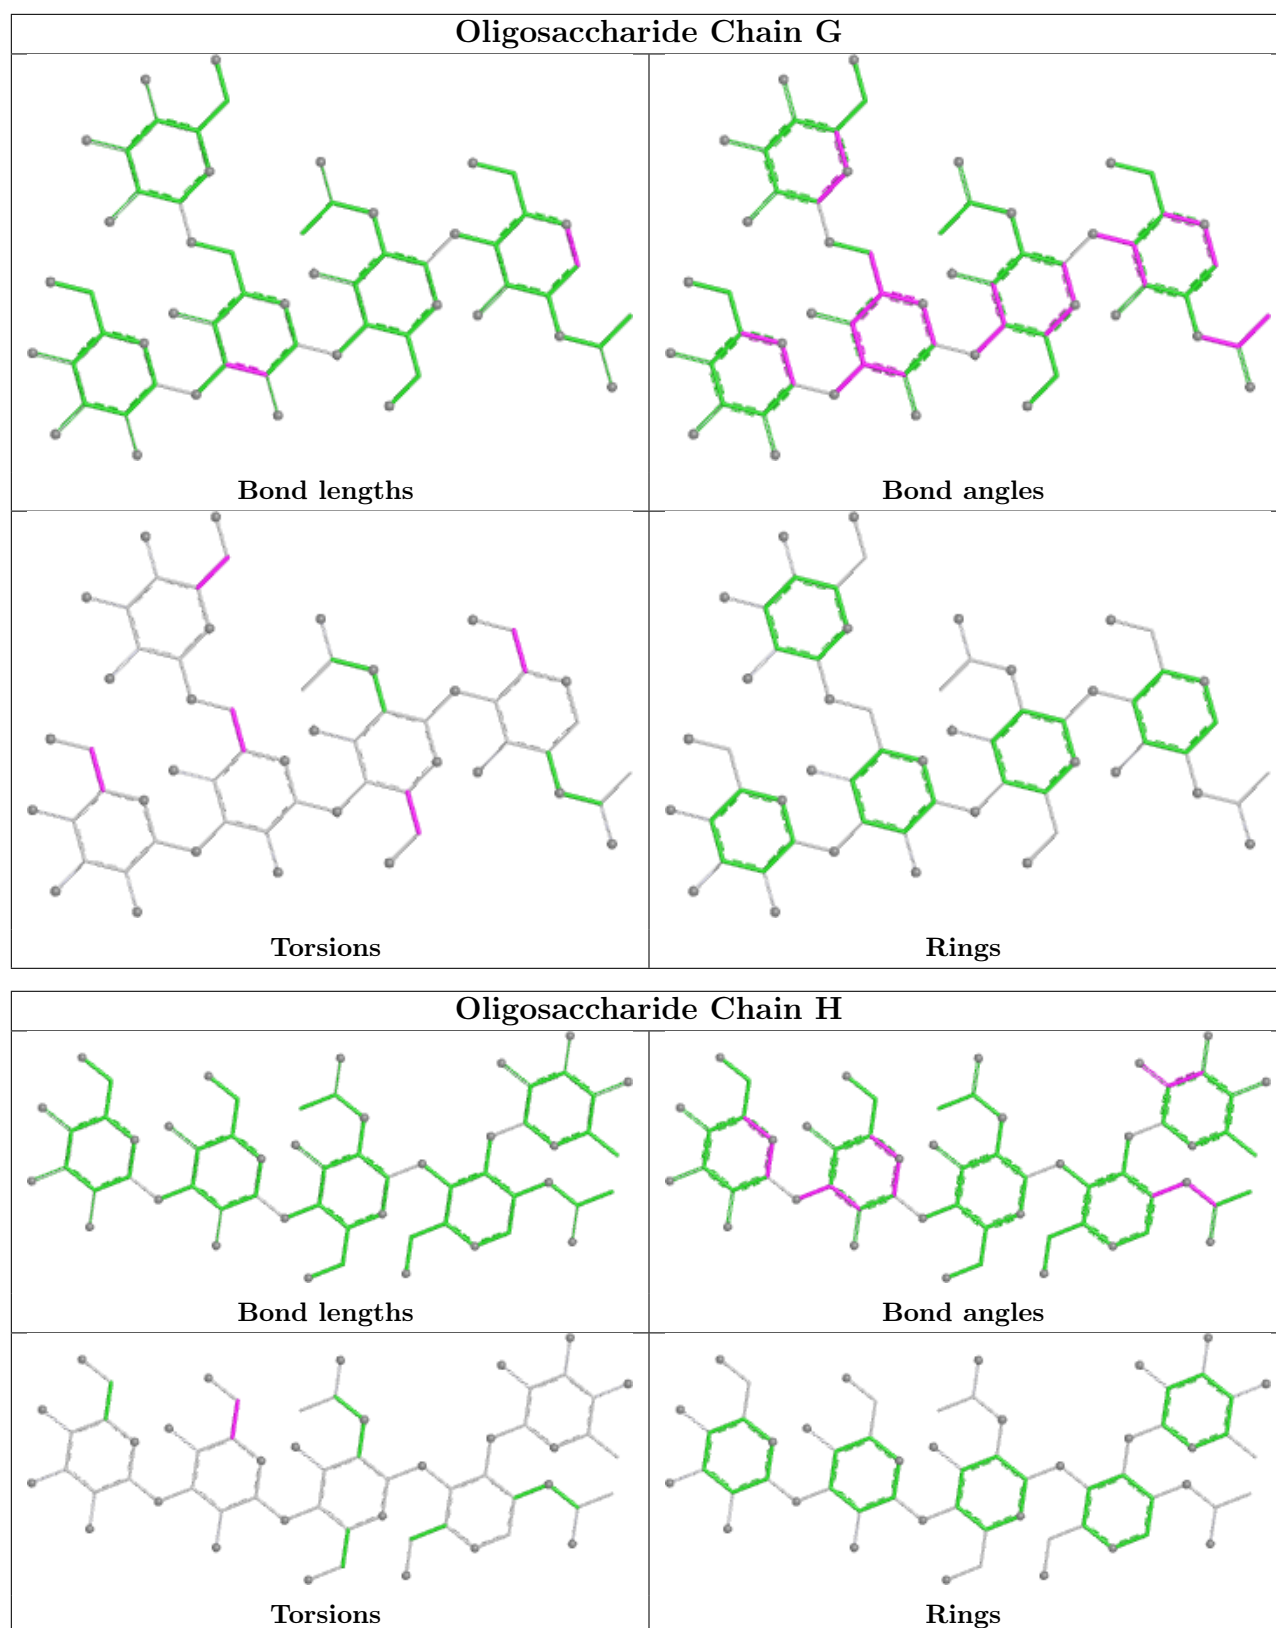 Oligosaccharide Chain G
Bond lengths
Bond angles
Torsions
Rings
Oligosaccharide Chain H
Bond lengths
Bond angles
Torsions
Rings